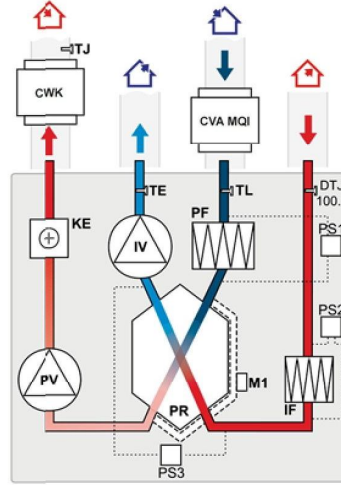 TJ
CWK
CVA MQI
TE
TL
DTJ
100.
KE
IV
PF
PS1
PS2
PV
PR
M1
IF
PS3